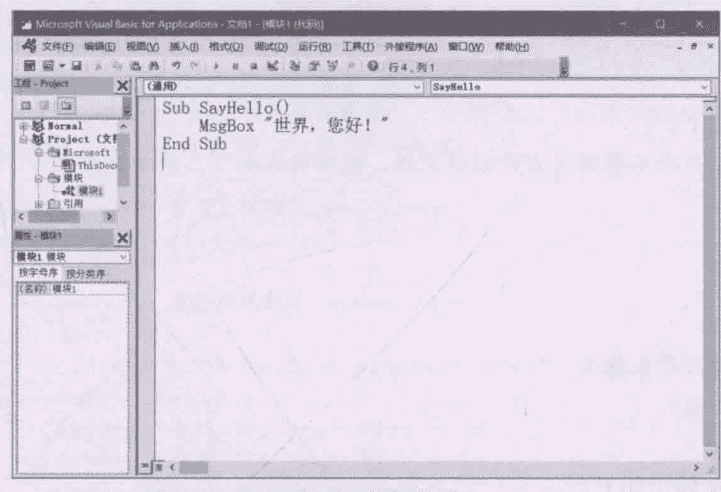 Microsoft Visual Basic for Applications - 文档1 - [模块1 (代码)]
文件(F) 编辑(E) 视图(V) 插入(I) 格式(O) 调试(D) 运行(R) 工具(T) 外接程序(A) 窗口(W) 帮助(H)
行 4 , 列 1
工程 - Project
(通用)
SayHello
Sub SayHello()
MsgBox "世界，您好！"
End Sub
Normal
Project (文档
Microsoft
ThisDoc
模块
模块1
引用
属性 - 模块1
模块1 模块
按字母序 按分类序
(名称) 模块1